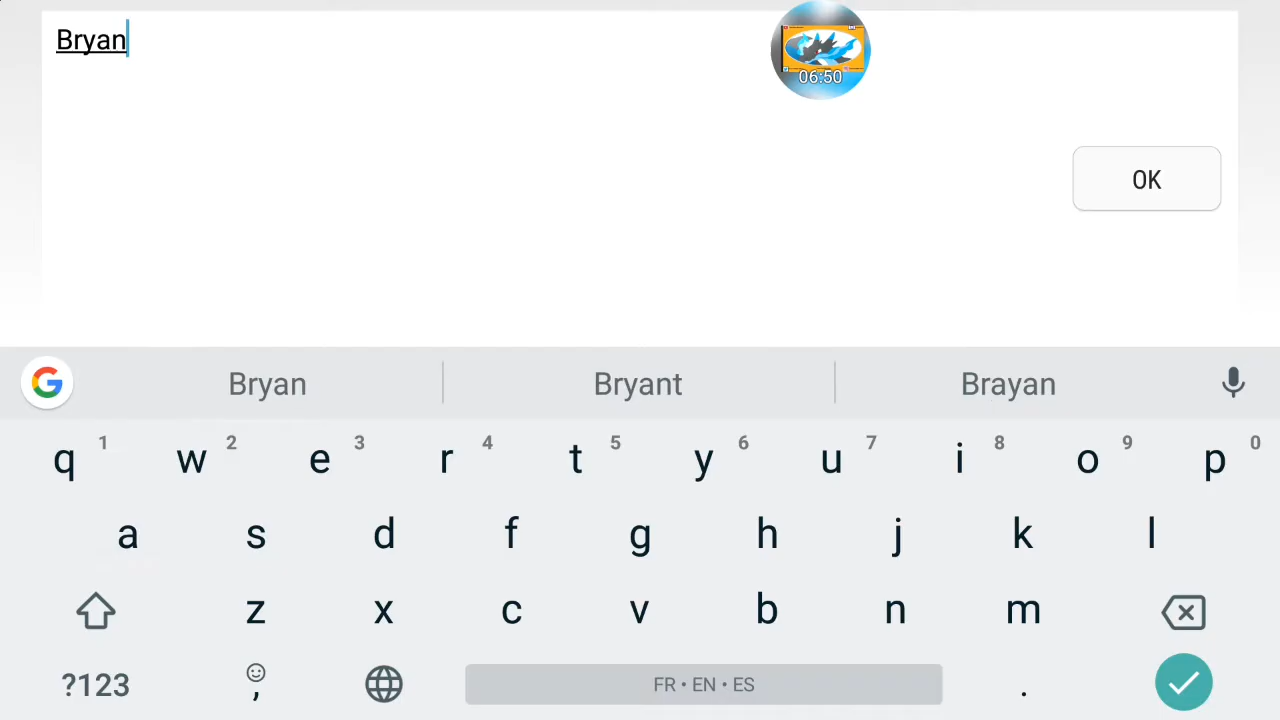 Bryan
06:50
OK
Bryan Bryant Brayan
q 1 w 2 e 3 r 4 t 5 y 6 u 7 i 8 o 9 p 0
a s d f g h j k l
z x c v b n m
?123 , FR • EN • ES .